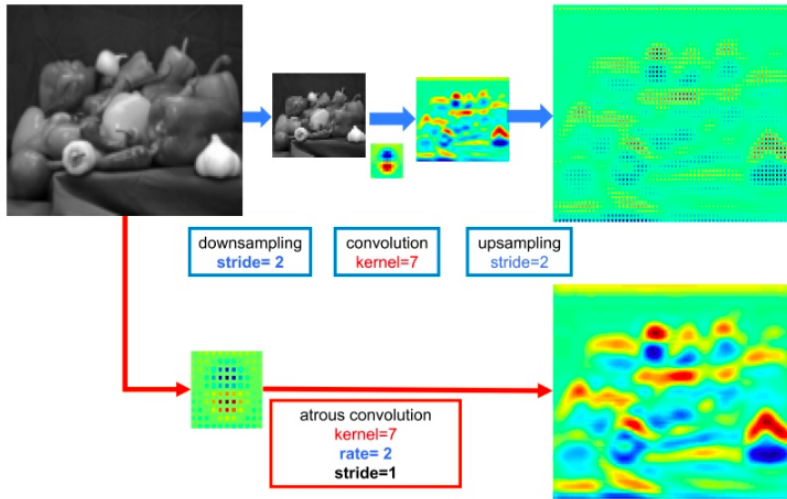 downsampling
stride= 2
convolution
kernel=7
upsampling
stride=2
atrous convolution
kernel=7
rate= 2
stride=1